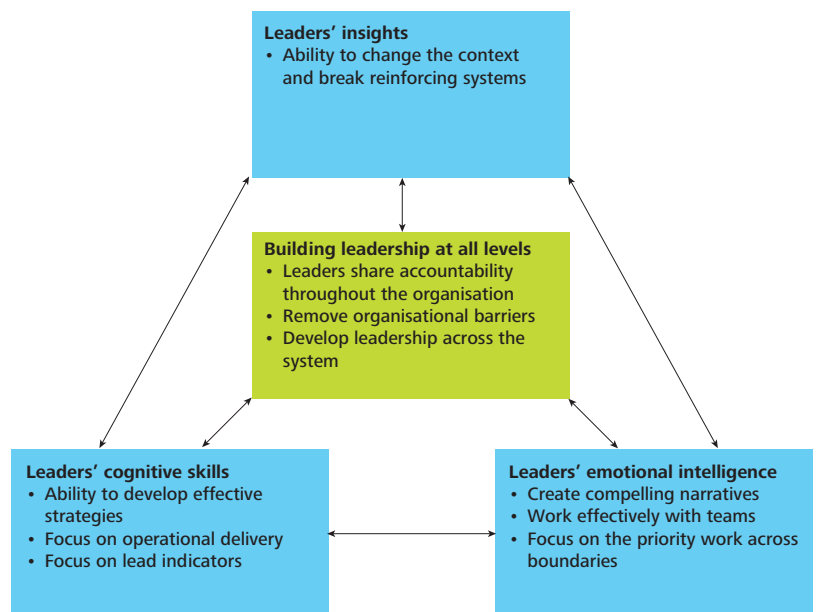 Leaders’ insights
• Ability to change the context
and break reinforcing systems
Building leadership at all levels
• Leaders share accountability
throughout the organisation
• Remove organisational barriers
• Develop leadership across the
system
Leaders’ cognitive skills
• Ability to develop effective
strategies
• Focus on operational delivery
• Focus on lead indicators
Leaders’ emotional intelligence
• Create compelling narratives
• Work effectively with teams
• Focus on the priority work across
boundaries